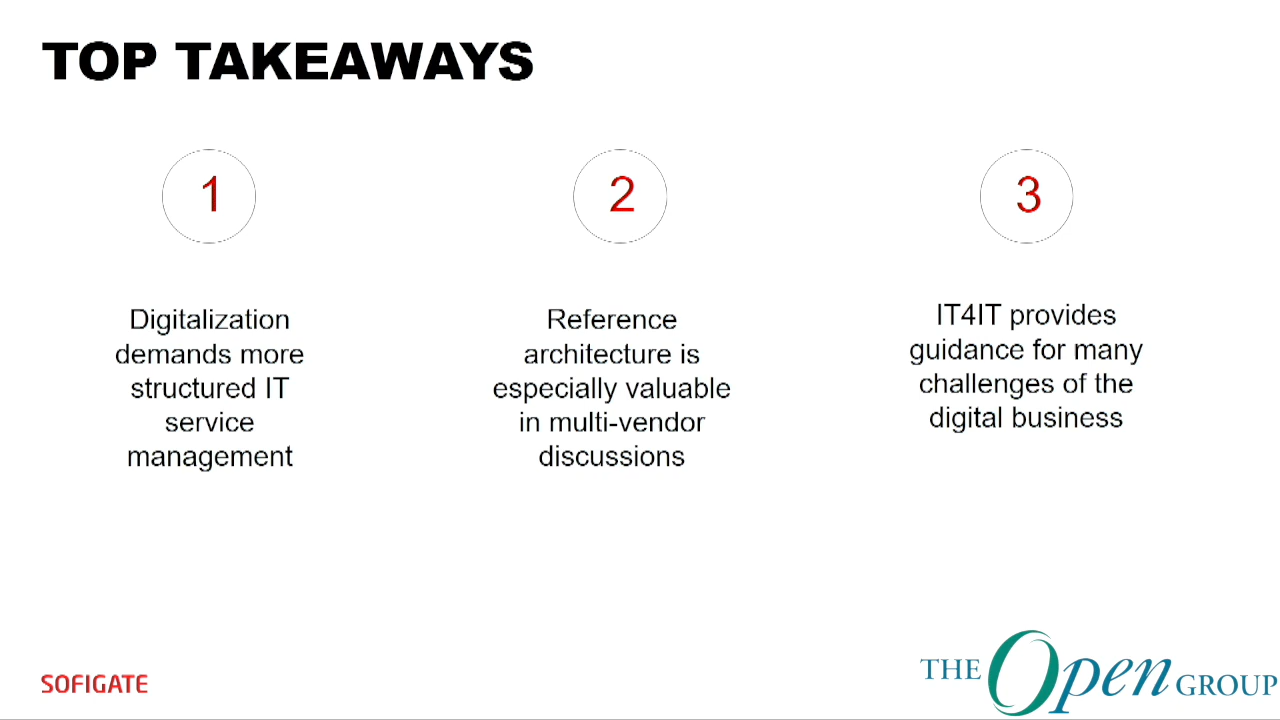 TOP TAKEAWAYS
1
Digitalization
demands more
structured IT
service
management
2
Reference
architecture is
especially valuable
in multi-vendor
discussions
3
IT4IT provides
guidance for many
challenges of the
digital business
SOFIGATE
THE Open GROUP